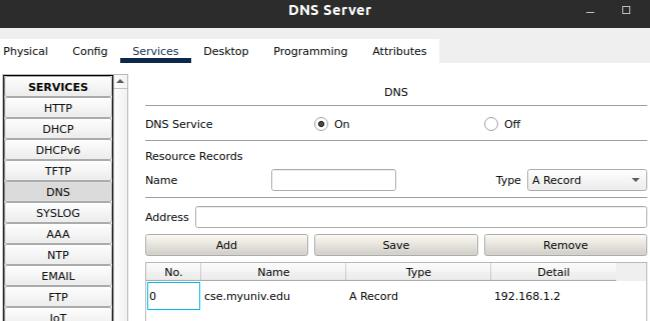 DNS Server
Physical Config Services Desktop Programming Attributes
SERVICES
HTTP
DHCP
DHCPv6
TFTP
DNS
SYSLOG
AAA
NTP
EMAIL
FTP
IoT
DNS
DNS Service On Off
Resource Records
Name Type A Record
Address
Add Save Remove
No. Name Type Detail
0 cse.myuniv.edu A Record 192.168.1.2